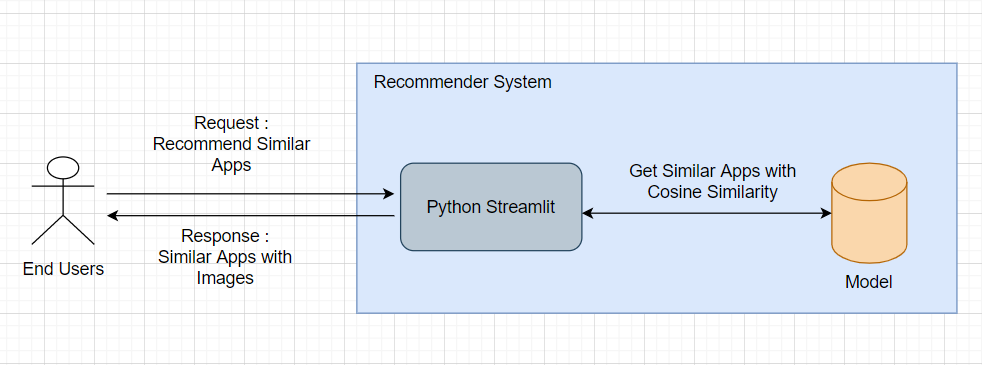 Recommender System
Request :
Recommend Similar
Apps
Response :
Similar Apps with
Images
End Users
Python Streamlit
Get Similar Apps with
Cosine Similarity
Model